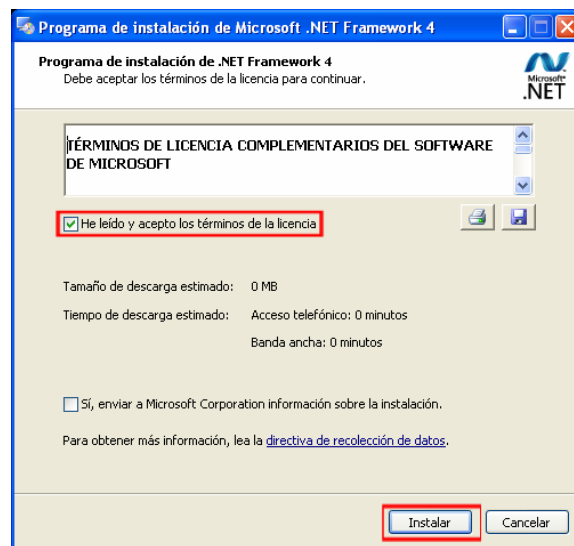 Programa de instalación de Microsoft .NET Framework 4
Programa de instalación de .NET Framework 4
Debe aceptar los términos de la licencia para continuar.
Microsoft
.NET
TÉRMINOS DE LICENCIA COMPLEMENTARIOS DEL SOFTWARE
DE MICROSOFT
He leído y acepto los términos de la licencia
Tamaño de descarga estimado: 0 MB
Tiempo de descarga estimado: Acceso telefónico: 0 minutos
Banda ancha: 0 minutos
Sí, enviar a Microsoft Corporation información sobre la instalación.
Para obtener más información, lea la directiva de recolección de datos.
Instalar Cancelar